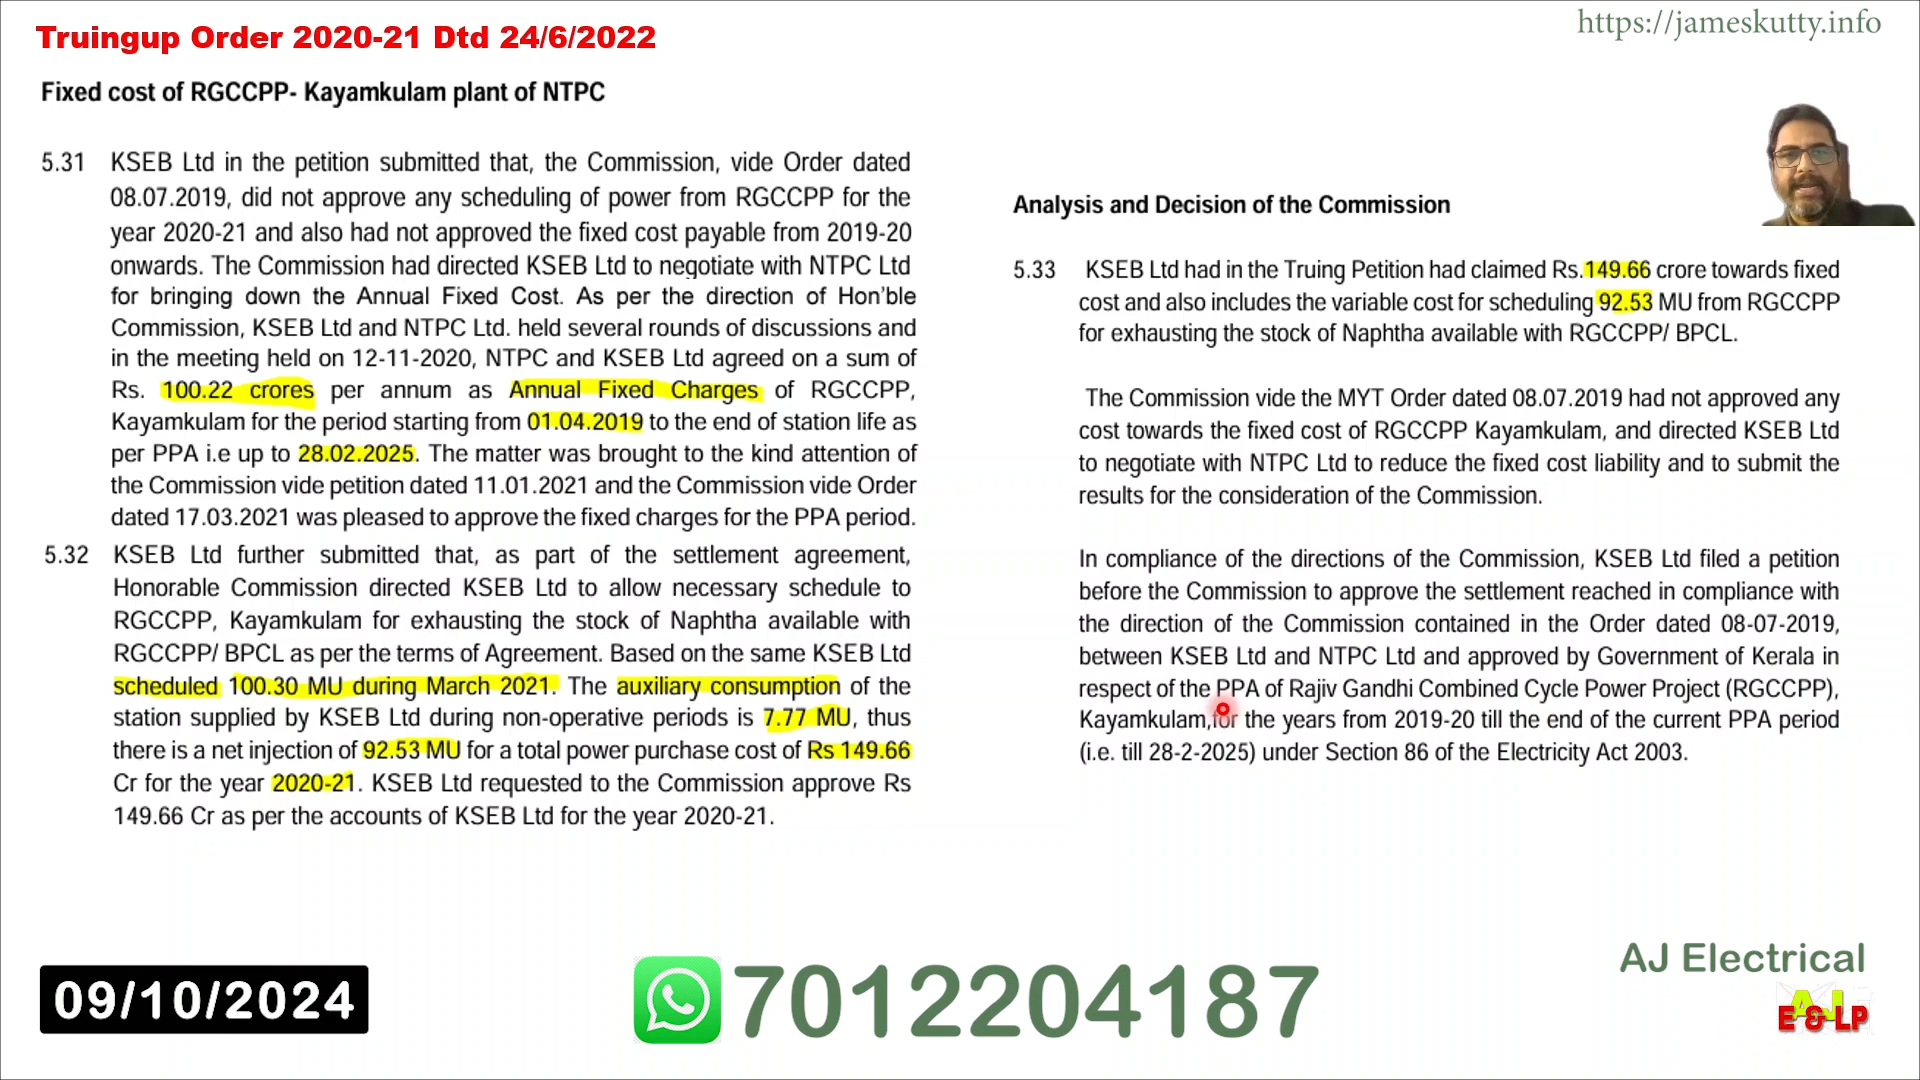 Truingup Order 2020-21 Dtd 24/6/2022
https://jameskutty.info
Fixed cost of RGCCPP- Kayamkulam plant of NTPC
5.31 KSEB Ltd in the petition submitted that, the Commission, vide Order dated
08.07.2019, did not approve any scheduling of power from RGCCPP for the
year 2020-21 and also had not approved the fixed cost payable from 2019-20
onwards. The Commission had directed KSEB Ltd to negotiate with NTPC Ltd
for bringing down the Annual Fixed Cost. As per the direction of Hon'ble
Commission, KSEB Ltd and NTPC Ltd. held several rounds of discussions and
in the meeting held on 12-11-2020, NTPC and KSEB Ltd agreed on a sum of
Rs. 100.22 crores per annum as Annual Fixed Charges of RGCCPP,
Kayamkulam for the period starting from 01.04.2019 to the end of station life as
per PPA i.e up to 28.02.2025. The matter was brought to the kind attention of
the Commission vide petition dated 11.01.2021 and the Commission vide Order
dated 17.03.2021 was pleased to approve the fixed charges for the PPA period.
5.32 KSEB Ltd further submitted that, as part of the settlement agreement,
Honorable Commission directed KSEB Ltd to allow necessary schedule to
RGCCPP, Kayamkulam for exhausting the stock of Naphtha available with
RGCCPP/ BPCL as per the terms of Agreement. Based on the same KSEB Ltd
scheduled 100.30 MU during March 2021. The auxiliary consumption of the
station supplied by KSEB Ltd during non-operative periods is 7.77 MU, thus
there is a net injection of 92.53 MU for a total power purchase cost of Rs 149.66
Cr for the year 2020-21. KSEB Ltd requested to the Commission approve Rs
149.66 Cr as per the accounts of KSEB Ltd for the year 2020-21.
Analysis and Decision of the Commission
5.33 KSEB Ltd had in the Truing Petition had claimed Rs.149.66 crore towards fixed
cost and also includes the variable cost for scheduling 92.53 MU from RGCCPP
for exhausting the stock of Naphtha available with RGCCPP/ BPCL.
The Commission vide the MYT Order dated 08.07.2019 had not approved any
cost towards the fixed cost of RGCCPP Kayamkulam, and directed KSEB Ltd
to negotiate with NTPC Ltd to reduce the fixed cost liability and to submit the
results for the consideration of the Commission.
In compliance of the directions of the Commission, KSEB Ltd filed a petition
before the Commission to approve the settlement reached in compliance with
the direction of the Commission contained in the Order dated 08-07-2019,
between KSEB Ltd and NTPC Ltd and approved by Government of Kerala in
respect of the PPA of Rajiv Gandhi Combined Cycle Power Project (RGCCPP),
Kayamkulam,for the years from 2019-20 till the end of the current PPA period
(i.e. till 28-2-2025) under Section 86 of the Electricity Act 2003.
09/10/2024
7012204187
AJ Electrical
AJ
E & LP